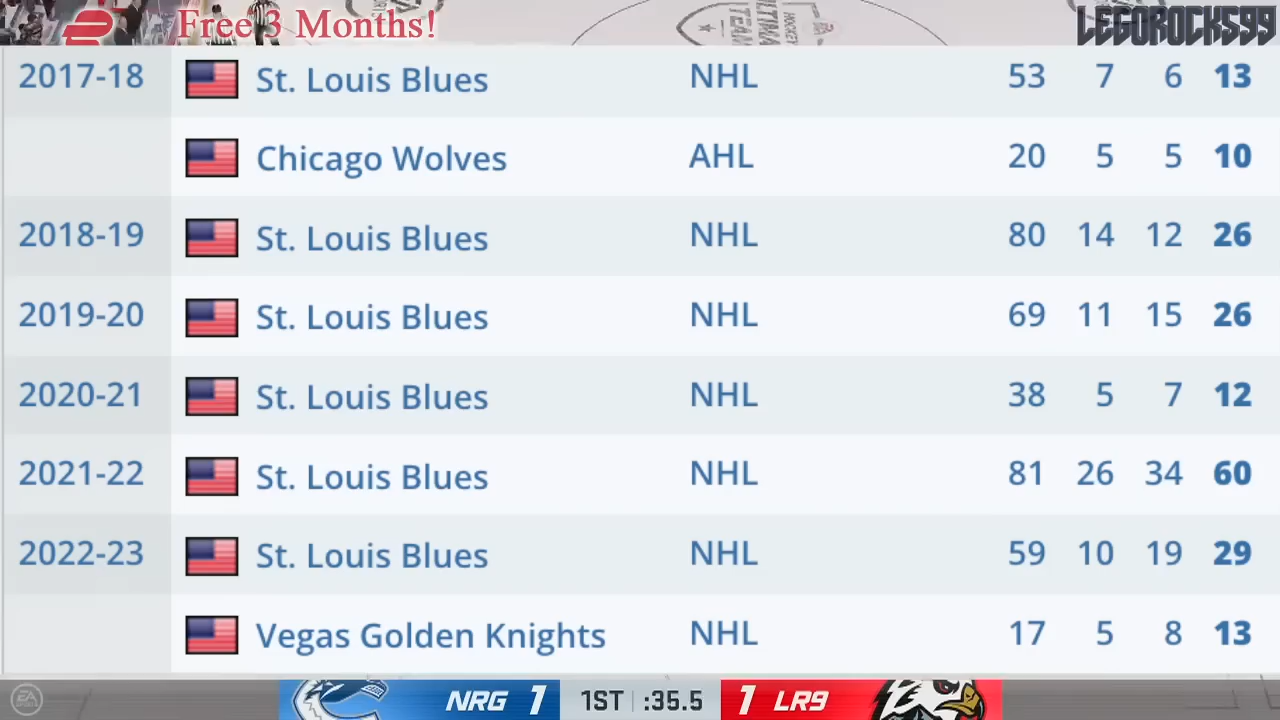 Free 3 Months!
LEGOROCKS99
2017-18 St. Louis Blues NHL 53 7 6 13
Chicago Wolves AHL 20 5 5 10
2018-19 St. Louis Blues NHL 80 14 12 26
2019-20 St. Louis Blues NHL 69 11 15 26
2020-21 St. Louis Blues NHL 38 5 7 12
2021-22 St. Louis Blues NHL 81 26 34 60
2022-23 St. Louis Blues NHL 59 10 19 29
Vegas Golden Knights NHL 17 5 8 13
NRG 1 1ST :35.5 1 LR9